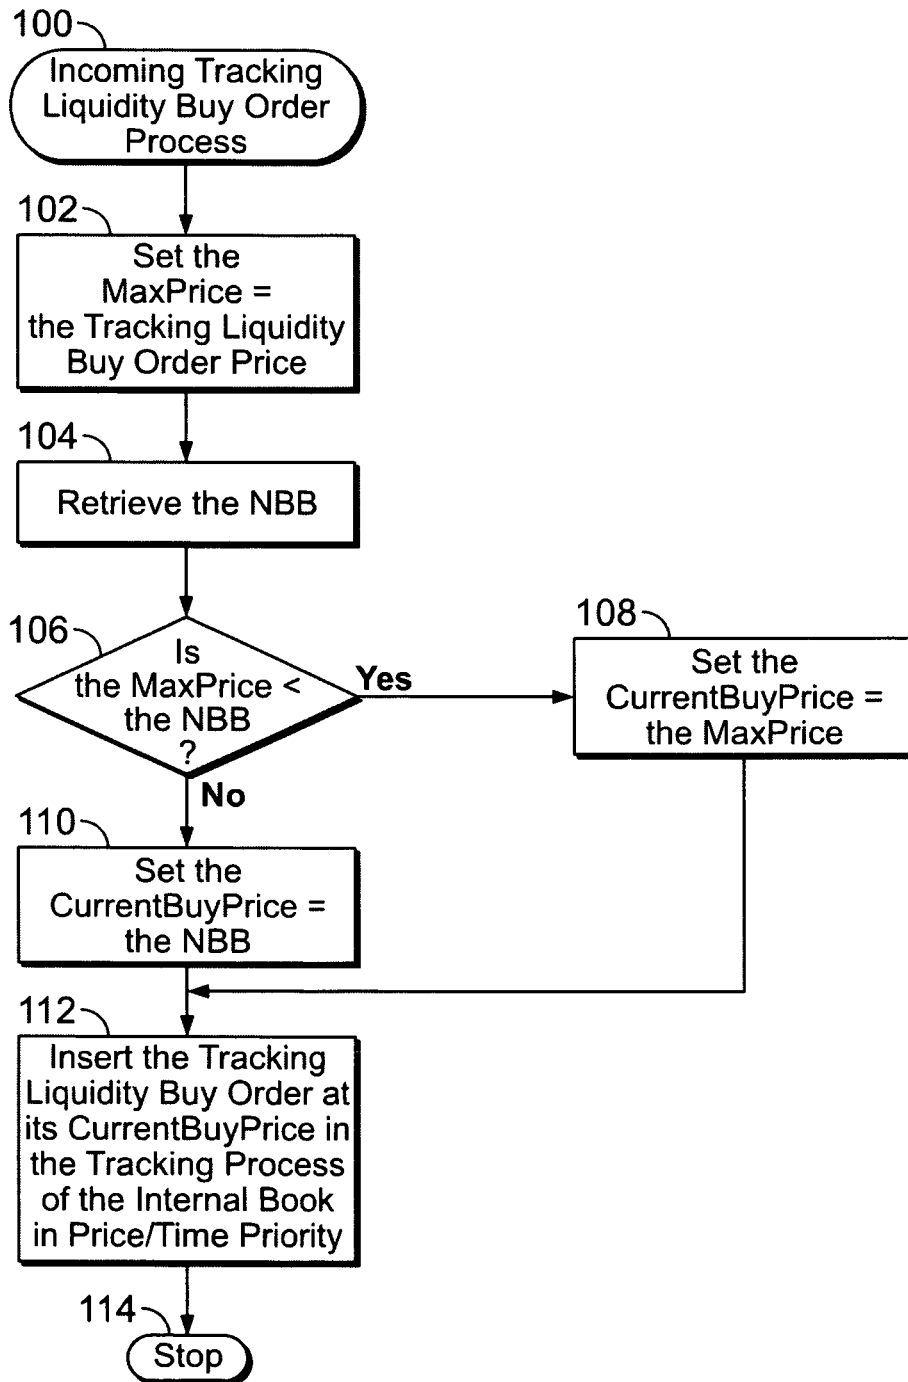 100
Incoming Tracking
Liquidity Buy Order
Process
102
Set the
MaxPrice =
the Tracking Liquidity
Buy Order Price
104
Retrieve the NBB
106
Is
the MaxPrice <
the NBB
?
Yes
108
Set the
CurrentBuyPrice =
the MaxPrice
No
110
Set the
CurrentBuyPrice =
the NBB
112
Insert the Tracking
Liquidity Buy Order at
its CurrentBuyPrice in
the Tracking Process
of the Internal Book
in Price/Time Priority
114
Stop